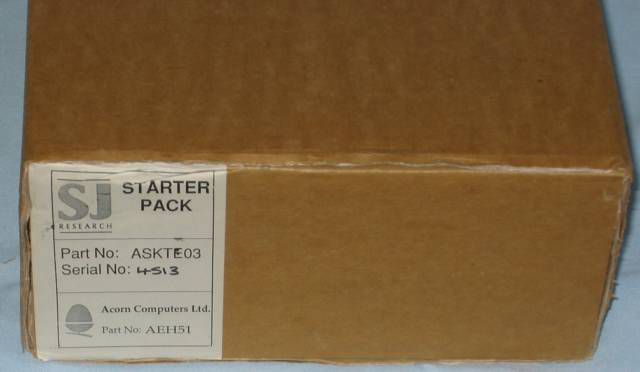 SJ
RESEARCH
STARTER
PACK
Part No: ASKTE03
Serial No: 4513
Acorn Computers Ltd.
Part No: AEH51